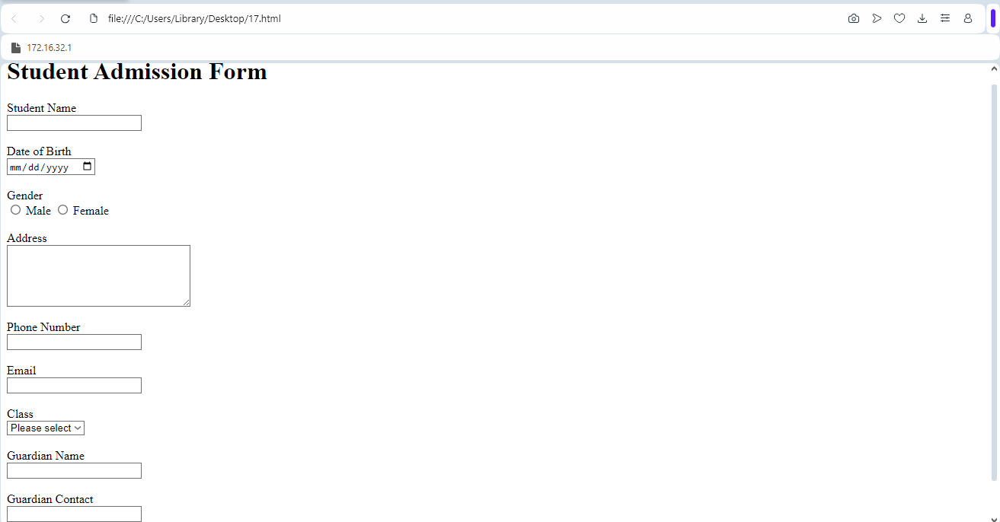 file:///C:/Users/Library/Desktop/17.html
172.16.32.1
Student Admission Form
Student Name
Date of Birth
mm/dd/yyyy
Gender
Male Female
Address
Phone Number
Email
Class
Please select
Guardian Name
Guardian Contact